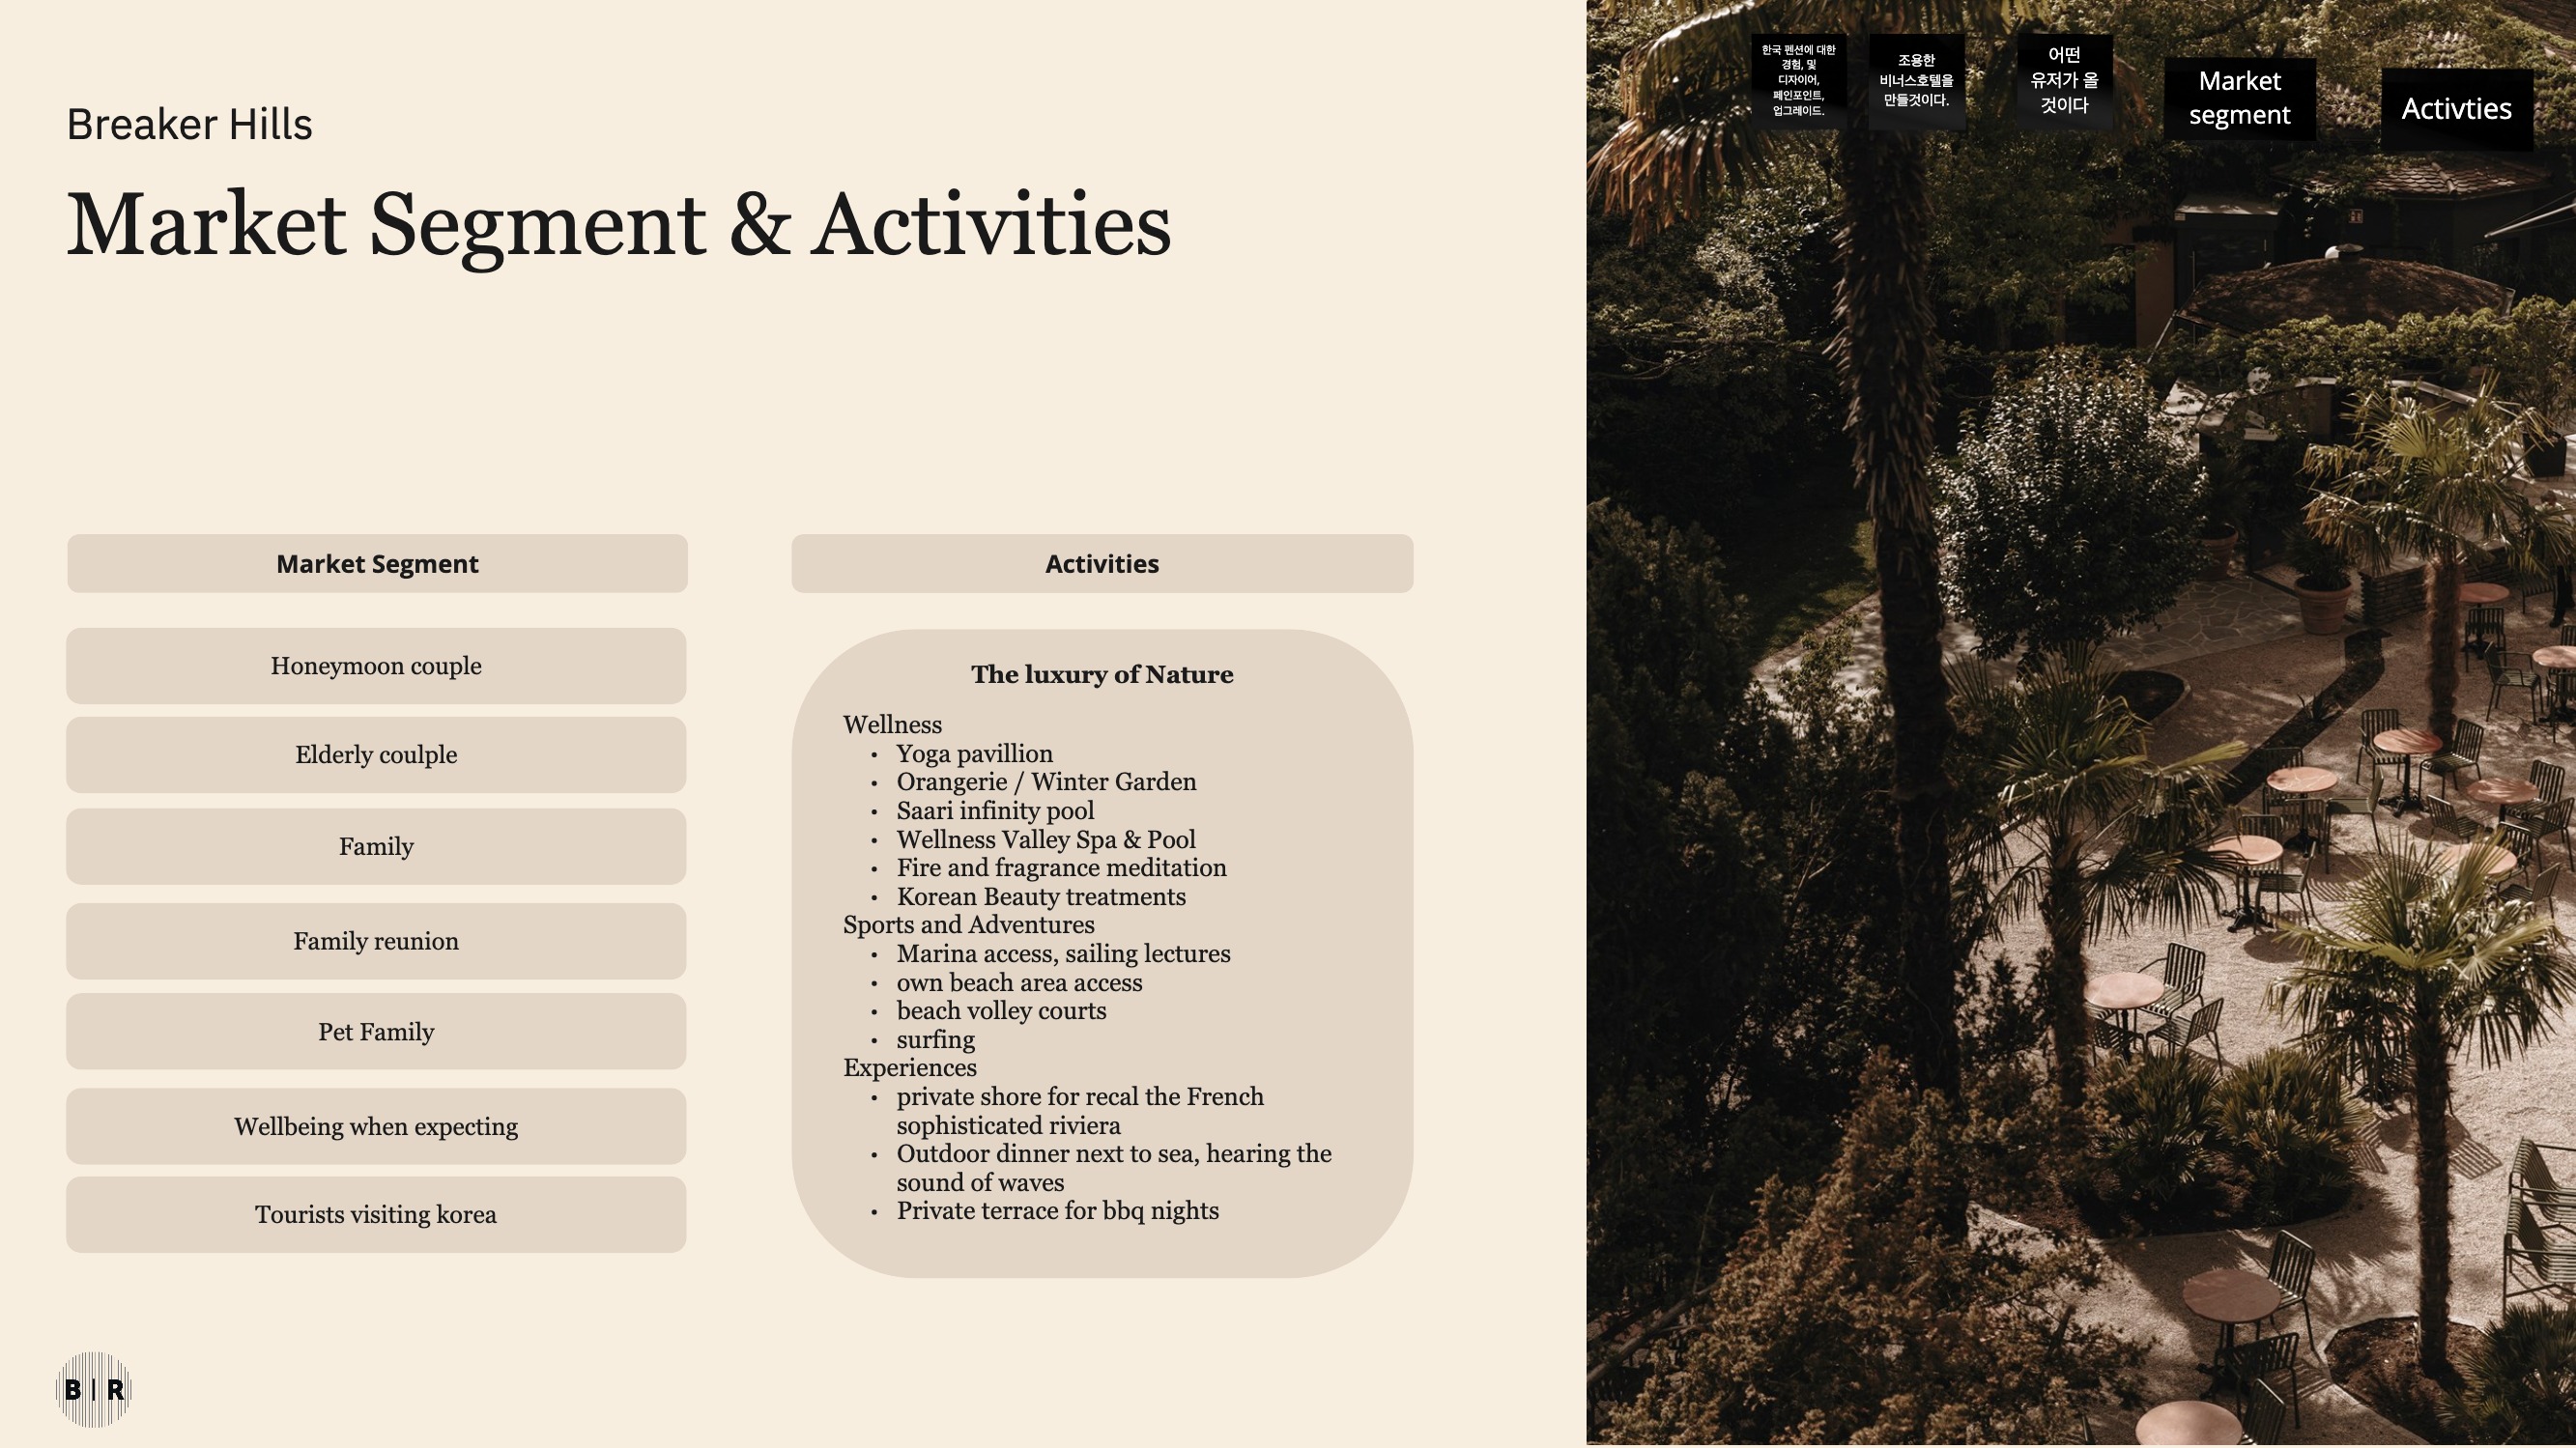 Breaker Hills
Market Segment & Activities
Market Segment
Honeymoon couple
Elderly coulple
Family
Family reunion
Pet Family
Wellbeing when expecting
Tourists visiting korea
Activities
The luxury of Nature
Wellness
• Yoga pavillion
• Orangerie / Winter Garden
• Saari infinity pool
• Wellness Valley Spa & Pool
• Fire and fragrance meditation
• Korean Beauty treatments
Sports and Adventures
• Marina access, sailing lectures
• own beach area access
• beach volley courts
• surfing
Experiences
• private shore for recal the French
sophisticated riviera
• Outdoor dinner next to sea, hearing the
sound of waves
• Private terrace for bbq nights
B | R
한국 펜션에 대한
경험, 및
디자이어,
페인포인트,
업그레이드.
조용한
비너스호텔을
만들것이다.
어떤
유저가 올
것이다
Market
segment
Activties